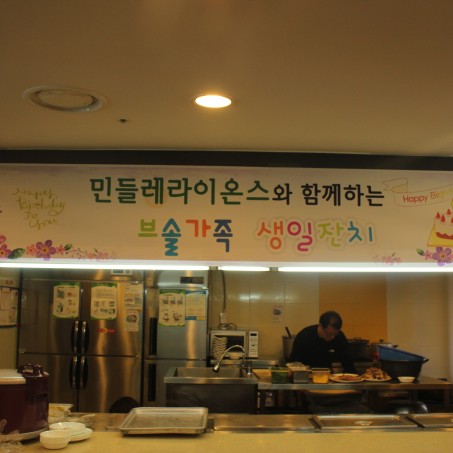 민들레라이온스와 함께하는
브솔가족 생일잔치
Happy Bi